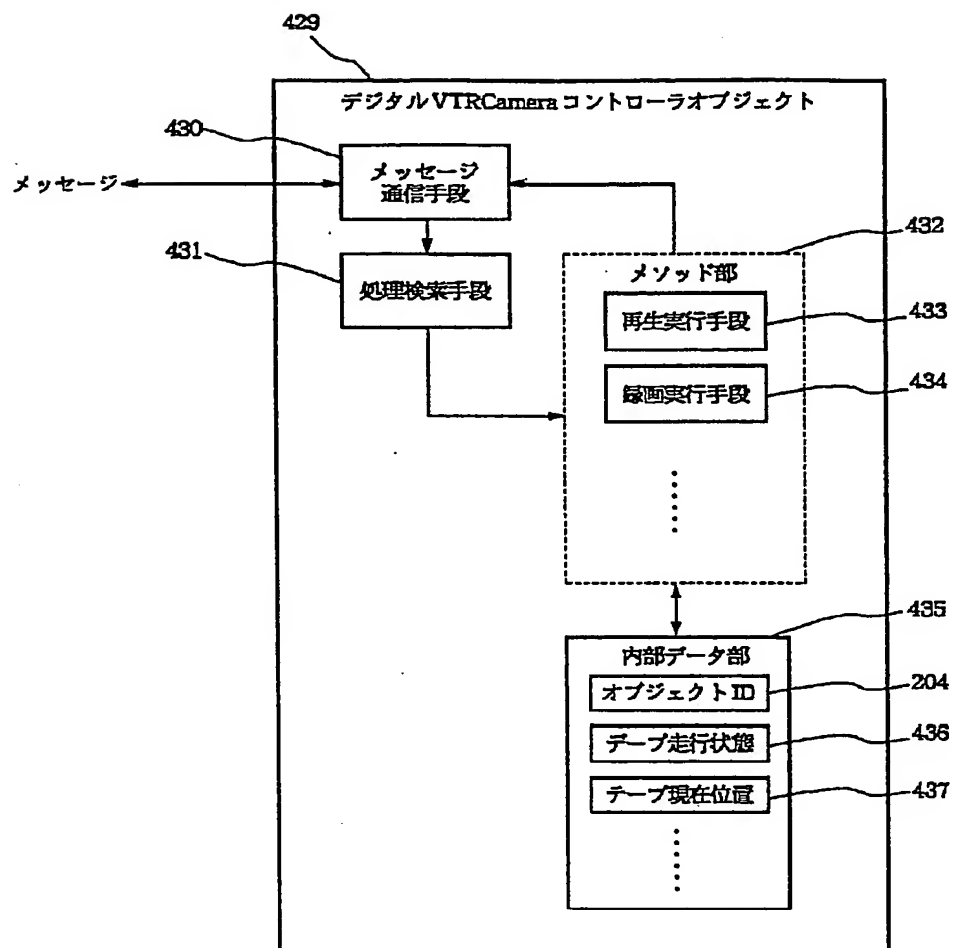 429
デジタルVTRCameraコントローラオブジェクト
430
メッセージ
メッセージ
通信手段
431
処理検索手段
432
メソッド部
再生実行手段
433
録画実行手段
434
435
内部データ部
オブジェクトID
204
デープ走行状態
436
テープ現在位置
437